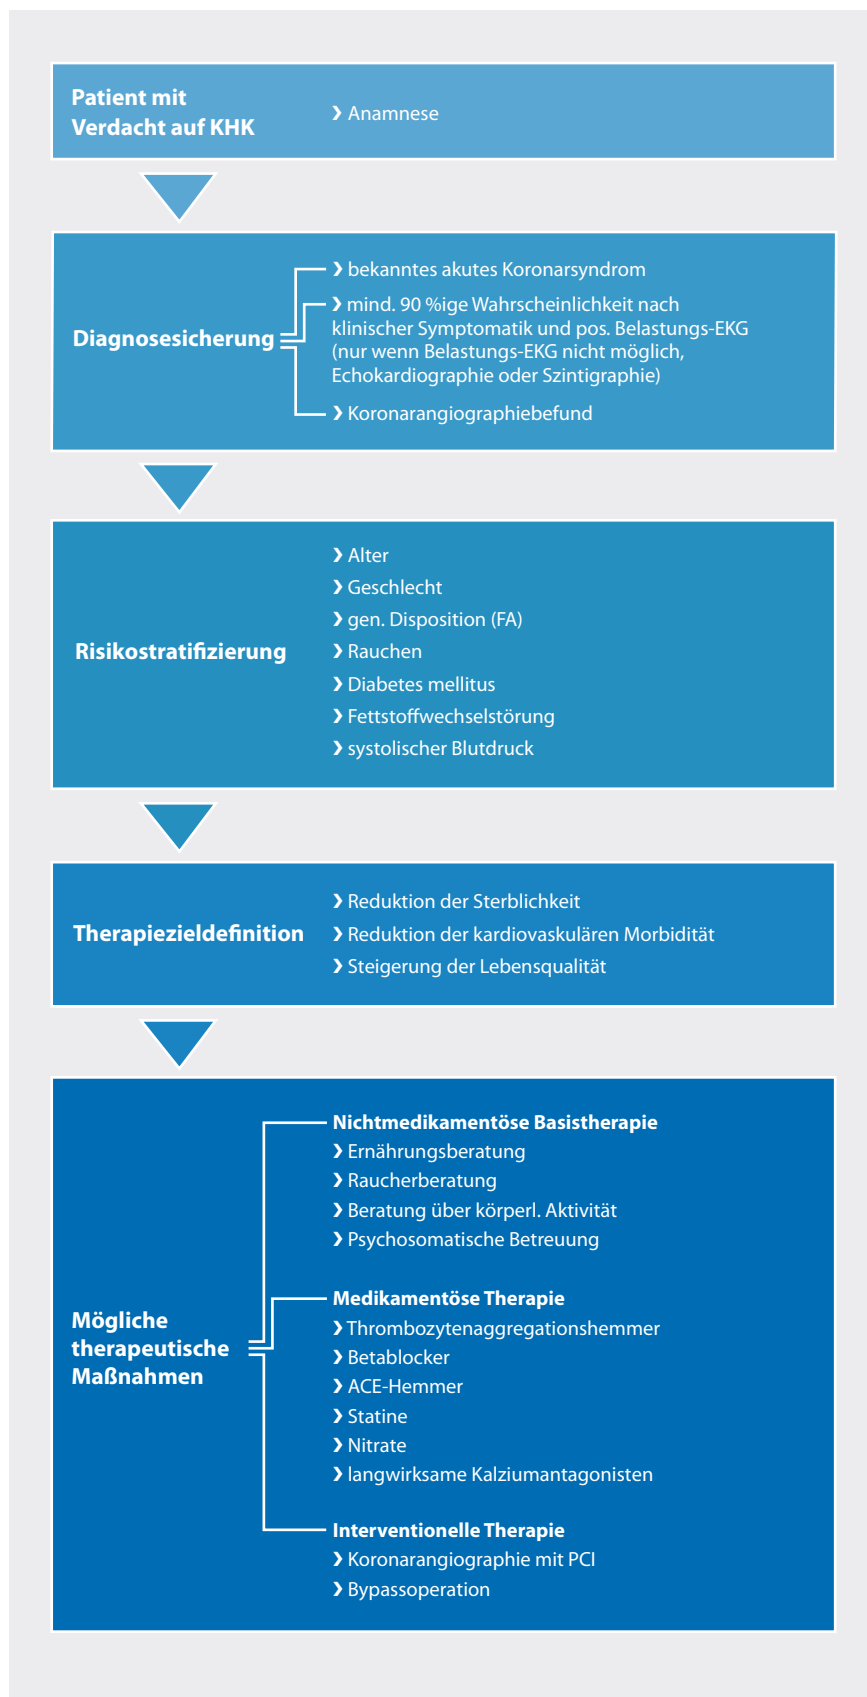 Patient mit
Verdacht auf KHK
❯ Anamnese
Diagnosesicherung
❯ bekanntes akutes Koronarsyndrom
❯ mind. 90 %ige Wahrscheinlichkeit nach
klinischer Symptomatik und pos. Belastungs-EKG
(nur wenn Belastungs-EKG nicht möglich,
Echokardiographie oder Szintigraphie)
❯ Koronarangiographiebefund
Risikostratifizierung
❯ Alter
❯ Geschlecht
❯ gen. Disposition (FA)
❯ Rauchen
❯ Diabetes mellitus
❯ Fettstoffwechselstörung
❯ systolischer Blutdruck
Therapiezieldefinition
❯ Reduktion der Sterblichkeit
❯ Reduktion der kardiovaskulären Morbidität
❯ Steigerung der Lebensqualität
Mögliche
therapeutische
Maßnahmen
Nichtmedikamentöse Basistherapie
❯ Ernährungsberatung
❯ Raucherberatung
❯ Beratung über körperl. Aktivität
❯ Psychosomatische Betreuung
Medikamentöse Therapie
❯ Thrombozytenaggregationshemmer
❯ Betablocker
❯ ACE-Hemmer
❯ Statine
❯ Nitrate
❯ langwirksame Kalziumantagonisten
Interventionelle Therapie
❯ Koronarangiographie mit PCI
❯ Bypassoperation